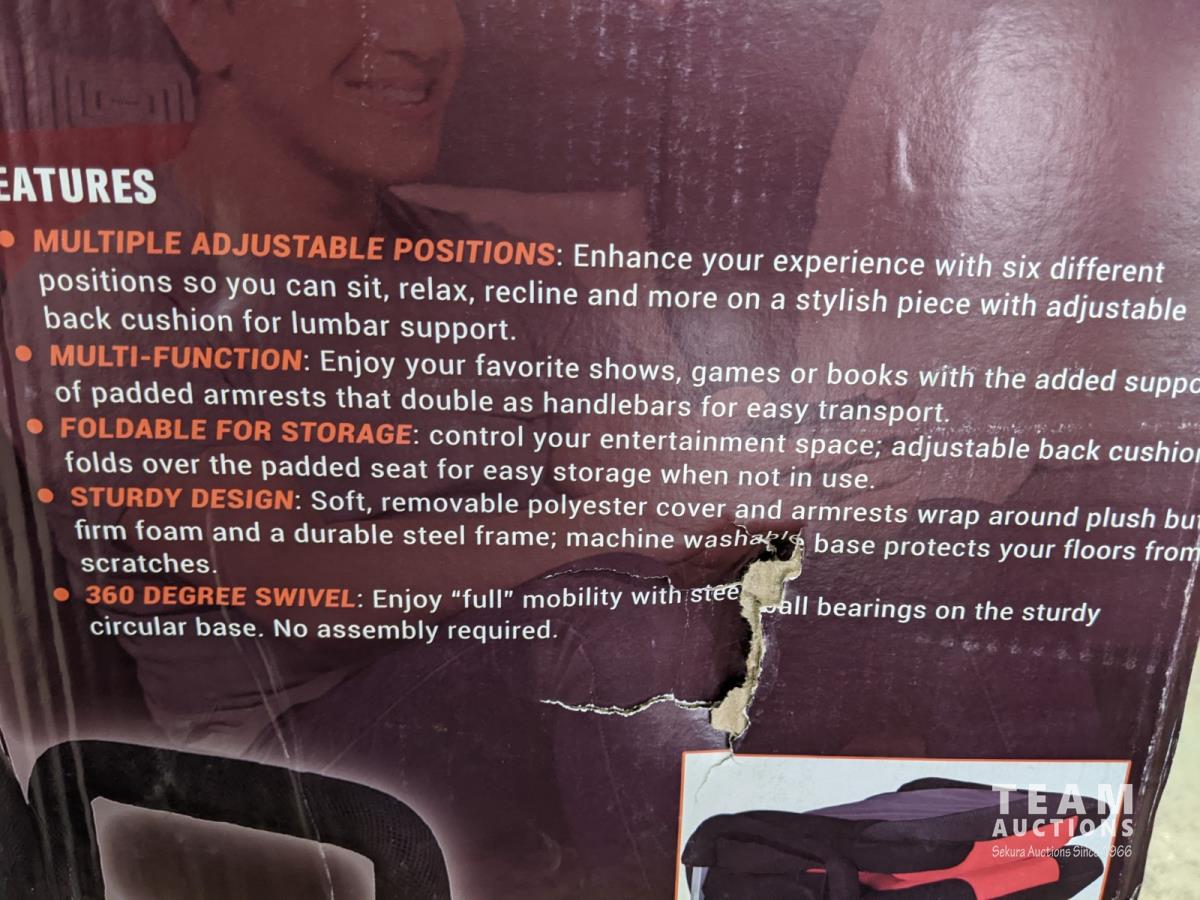 EATURES
• MULTIPLE ADJUSTABLE POSITIONS: Enhance your experience with six different
positions so you can sit, relax, recline and more on a stylish piece with adjustable
back cushion for lumbar support.
• MULTI-FUNCTION: Enjoy your favorite shows, games or books with the added suppo
of padded armrests that double as handlebars for easy transport.
• FOLDABLE FOR STORAGE: control your entertainment space; adjustable back cushion
folds over the padded seat for easy storage when not in use.
• STURDY DESIGN: Soft, removable polyester cover and armrests wrap around plush bu
firm foam and a durable steel frame; machine washable base protects your floors from
scratches.
• 360 DEGREE SWIVEL: Enjoy “full” mobility with steel ball bearings on the sturdy
circular base. No assembly required.
TEAM
AUCTIONS
Sekura Auctions Since 1966